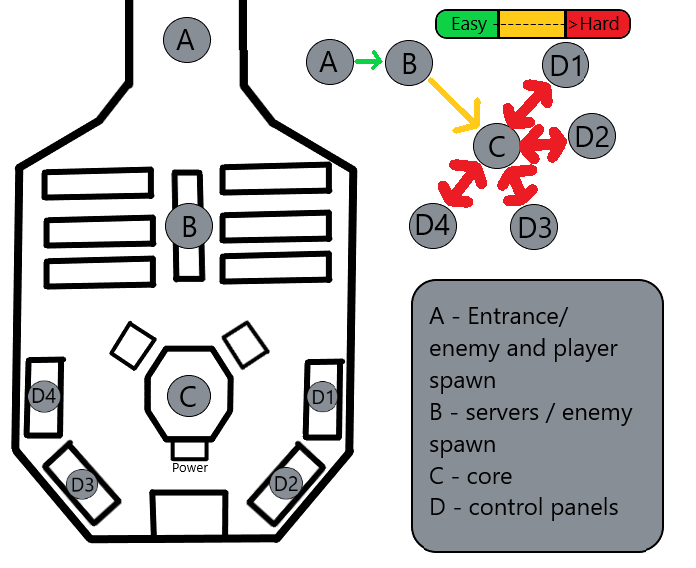 Easy ---------->Hard
A
A
B
D1
C
D2
D4
D3
B
A - Entrance/
enemy and player
spawn
B - servers / enemy
spawn
C - core
D - control panels
D4
C
D1
Power
D3
D2